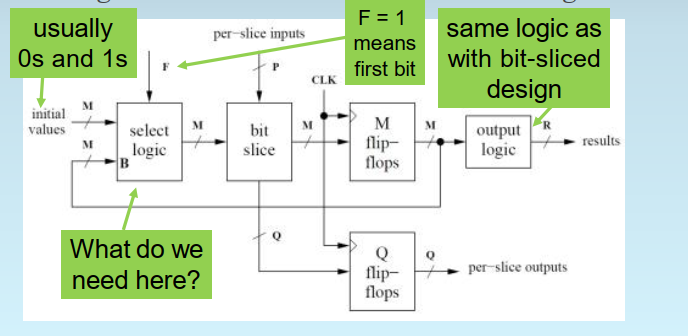 usually
0s and 1s
per-slice inputs
F = 1
means
first bit
same logic as
with bit-sliced
design
F
P
CLK
initial
values
M
M
B
select
logic
M
bit
slice
M
M
flip-
flops
M
output
logic
R
results
What do we
need here?
Q
Q
flip-
flops
Q
per-slice outputs